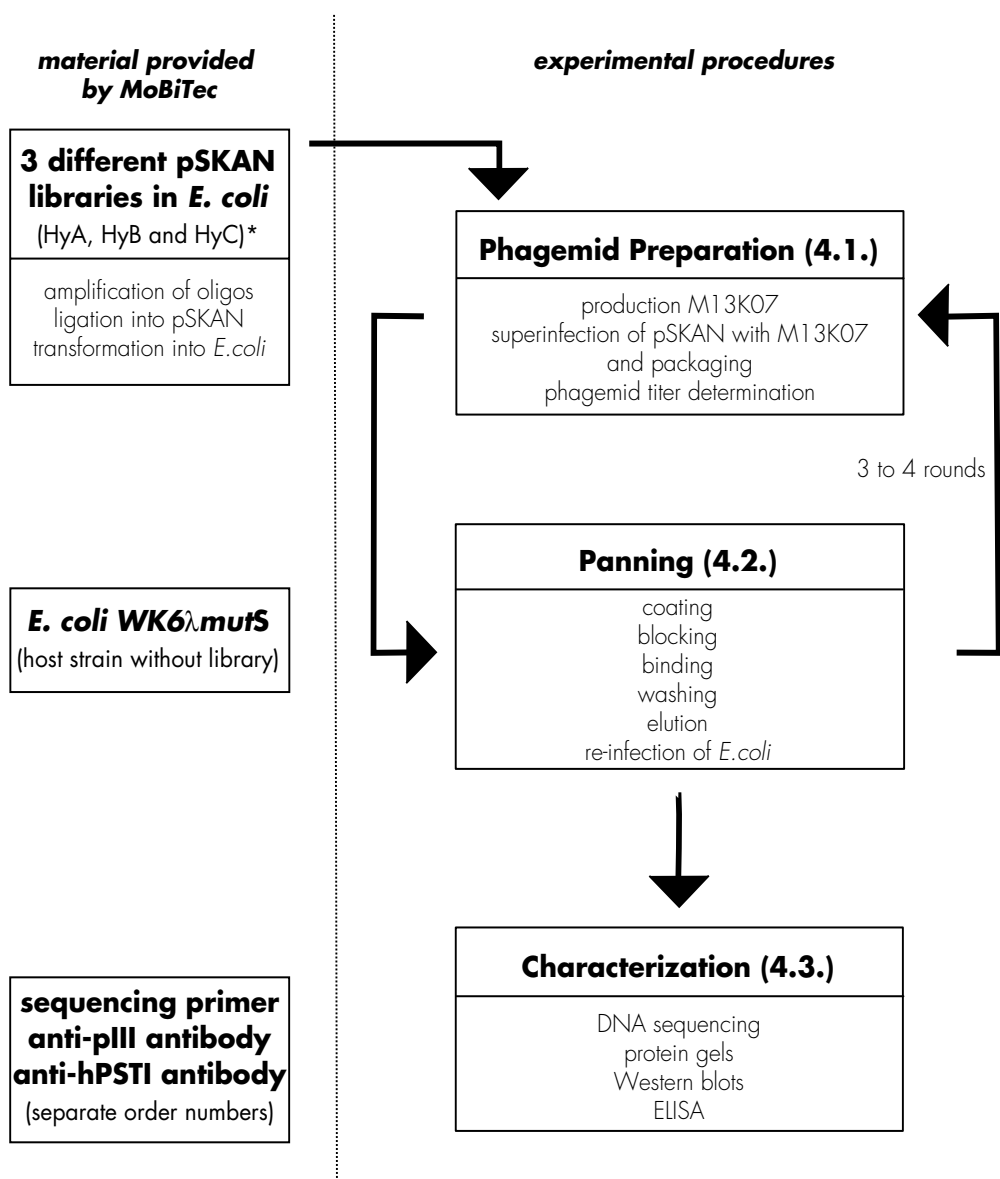 material provided
by MoBiTec
experimental procedures
3 different pSKAN
libraries in E. coli
(HyA, HyB and HyC)*
amplification of oligos
ligation into pSKAN
transformation into E.coli
Phagemid Preparation (4.1.)
production M13K07
superinfection of pSKAN with M13K07
and packaging
phagemid titer determination
3 to 4 rounds
E. coli WK6λmutS
(host strain without library)
Panning (4.2.)
coating
blocking
binding
washing
elution
re-infection of E.coli
sequencing primer
anti-pIII antibody
anti-hPSTI antibody
(separate order numbers)
Characterization (4.3.)
DNA sequencing
protein gels
Western blots
ELISA